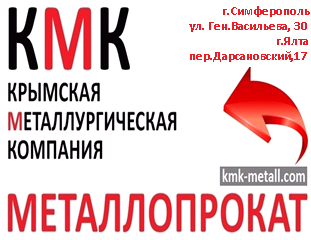 КМК
КРЫМСКАЯ
МЕТАЛЛУРГИЧЕСКАЯ
КОМПАНИЯ
г.Симферополь
ул. Ген.Васильева, 30
г.Ялта
пер.Дарсановский,17
kmk-metall.com
МЕТАЛЛОПРОКАТ